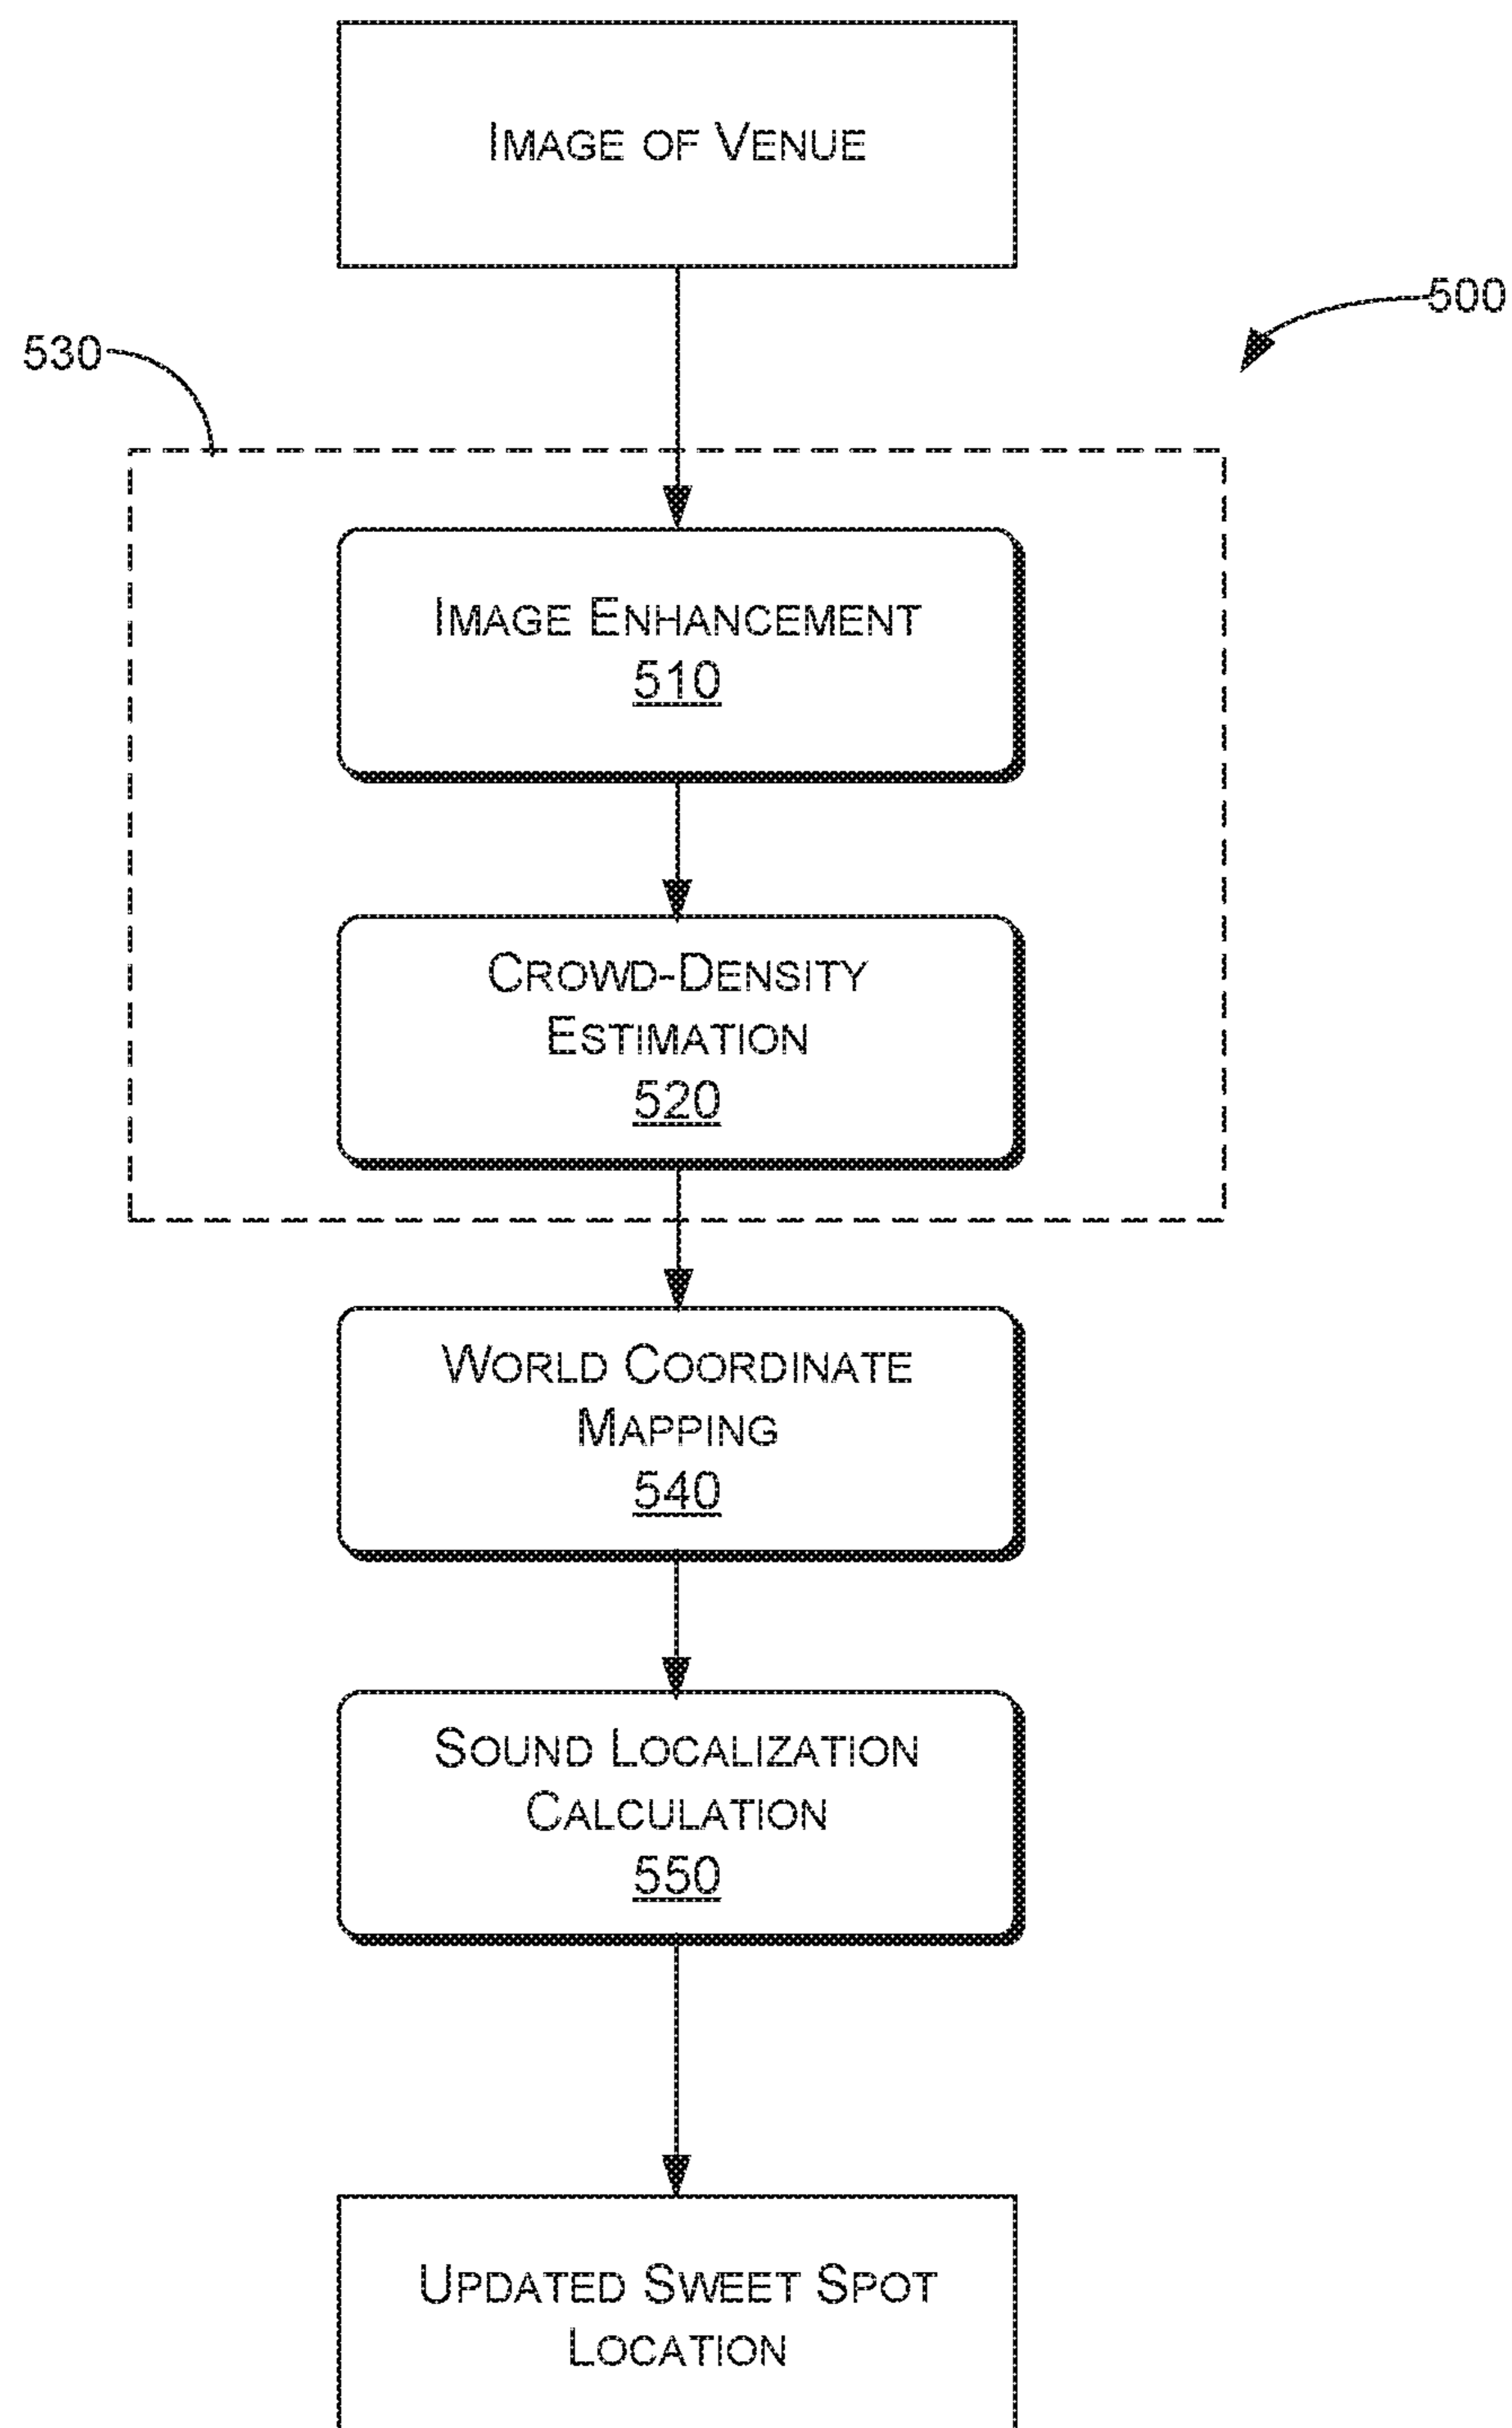 IMAGE OF VENUE
500
530
IMAGE ENHANCEMENT
510
CROWD-DENSITY
ESTIMATION
520
WORLD COORDINATE
MAPPING
540
SOUND LOCALIZATION
CALCULATION
550
UPDATED SWEET SPOT
LOCATION